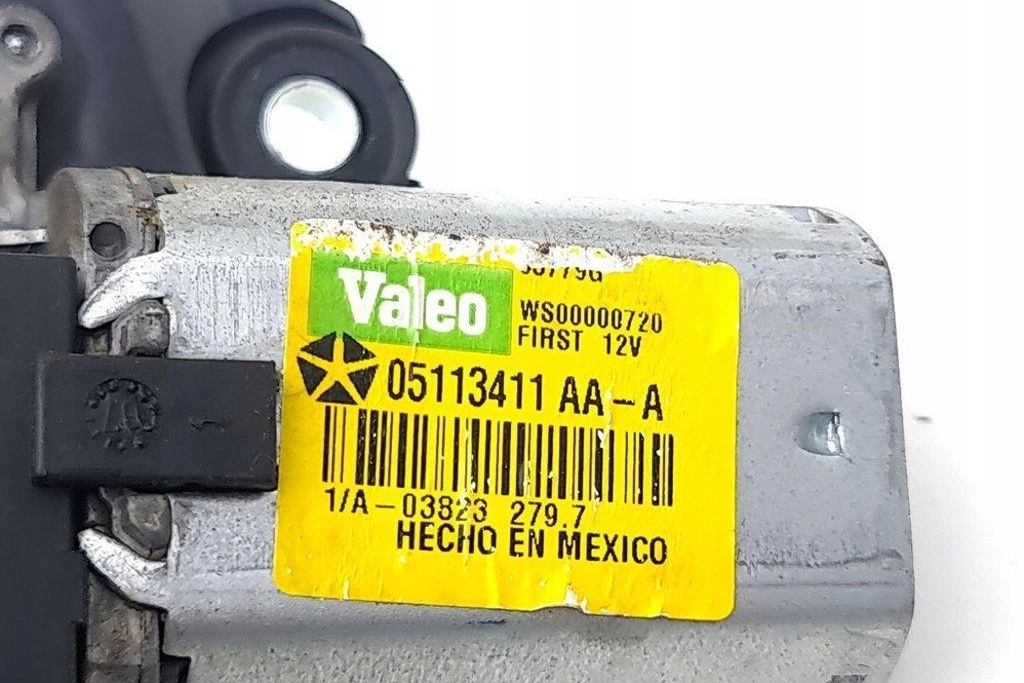 Valeo
WS00000720
FIRST 12V
05113411 AA-A
1/A-03823 279.7
HECHO EN MEXICO